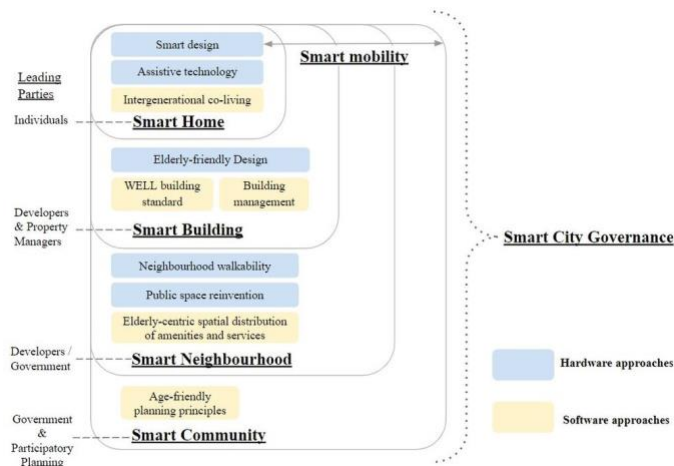 Smart design
Smart mobility
Assistive technology
Leading
Parties
Intergenerational co-living
Individuals
Smart Home
Elderly-friendly Design
WELL building
standard
Building
management
Developers
& Property
Managers
Smart Building
Smart City Governance
Neighbourhood walkability
Public space reinvention
Elderly-centric spatial distribution
of amenities and services
Developers /
Government
Smart Neighbourhood
Hardware approaches
Age-friendly
planning principles
Software approaches
Government
&
Participatory
Planning
Smart Community